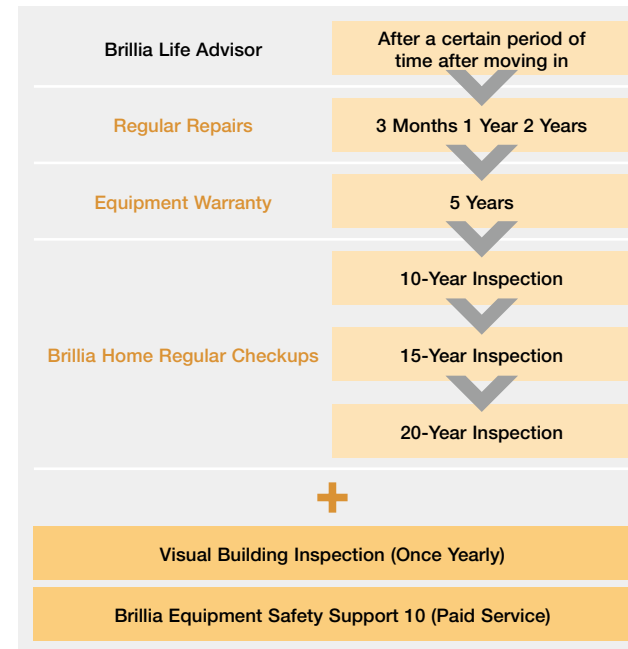 Brillia Life Advisor
After a certain period of
time after moving in
Regular Repairs
3 Months 1 Year 2 Years
Equipment Warranty
5 Years
Brillia Home Regular Checkups
10-Year Inspection
15-Year Inspection
20-Year Inspection
+
Visual Building Inspection (Once Yearly)
Brillia Equipment Safety Support 10 (Paid Service)